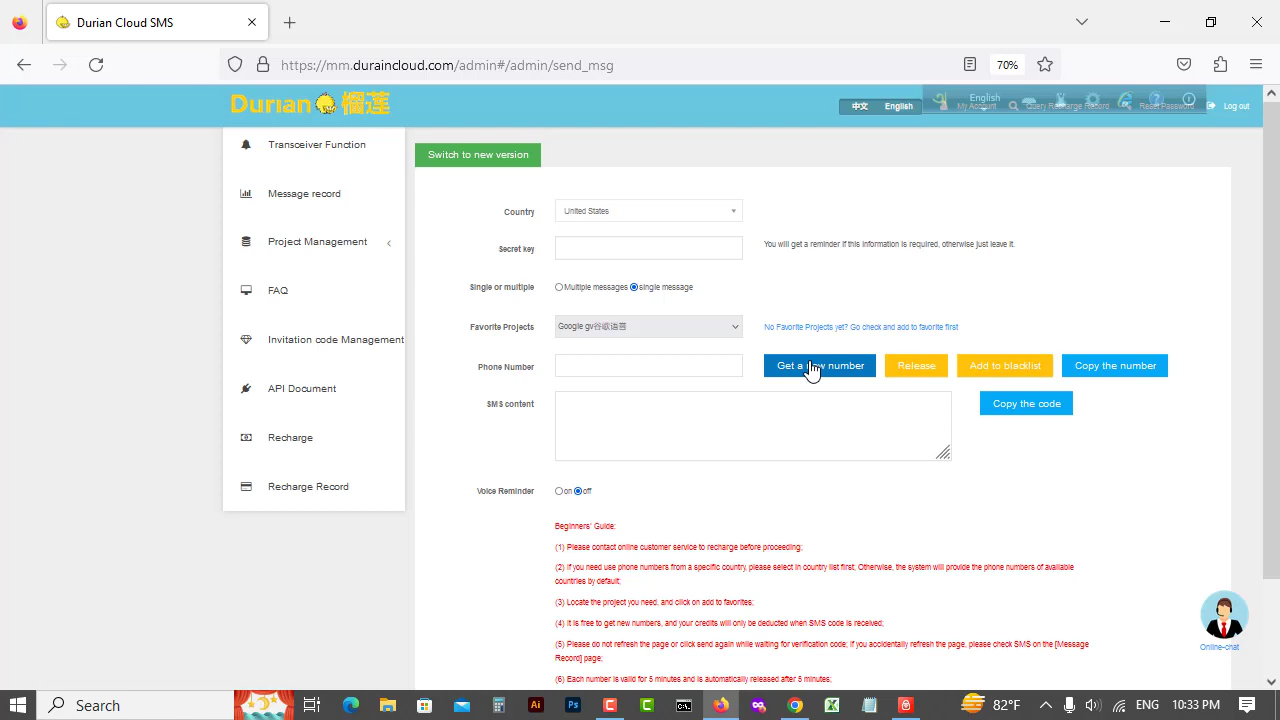 Durian Cloud SMS
https://mm.duraincloud.com/admin#/admin/send_msg
70%
Durian 榴莲
中文 English
English
My Account
Query Recharge Record
Reset Password
Log out
Transceiver Function
Message record
Project Management
FAQ
Invitation code Management
API Document
Recharge
Recharge Record
Switch to new version
Country
United States
Secret key
You will get a reminder if this information is required, otherwise just leave it.
Single or multiple
Multiple messages single message
Favorite Projects
Google gv谷歌语音
No Favorite Projects yet? Go check and add to favorite first
Phone Number
Get a new number
Release
Add to blacklist
Copy the number
SMS content
Copy the code
Voice Reminder
on off
Beginners' Guide:
(1) Please contact online customer service to recharge before proceeding;
(2) If you need use phone numbers from a specific country, please select in country list first; Otherwise, the system will provide the phone numbers of available
countries by default;
(3) Locate the project you need, and click on add to favorites;
(4) It is free to get new numbers, and your credits will only be deducted when SMS code is received;
(5) Please do not refresh the page or click send again while waiting for verification code; if you accidentally refresh the page, please check SMS on the [Message
Record] page;
(6) Each number is valid for 5 minutes and is automatically released after 5 minutes;
Online-chat
Search
Ai
Ps
82°F
ENG
10:33 PM